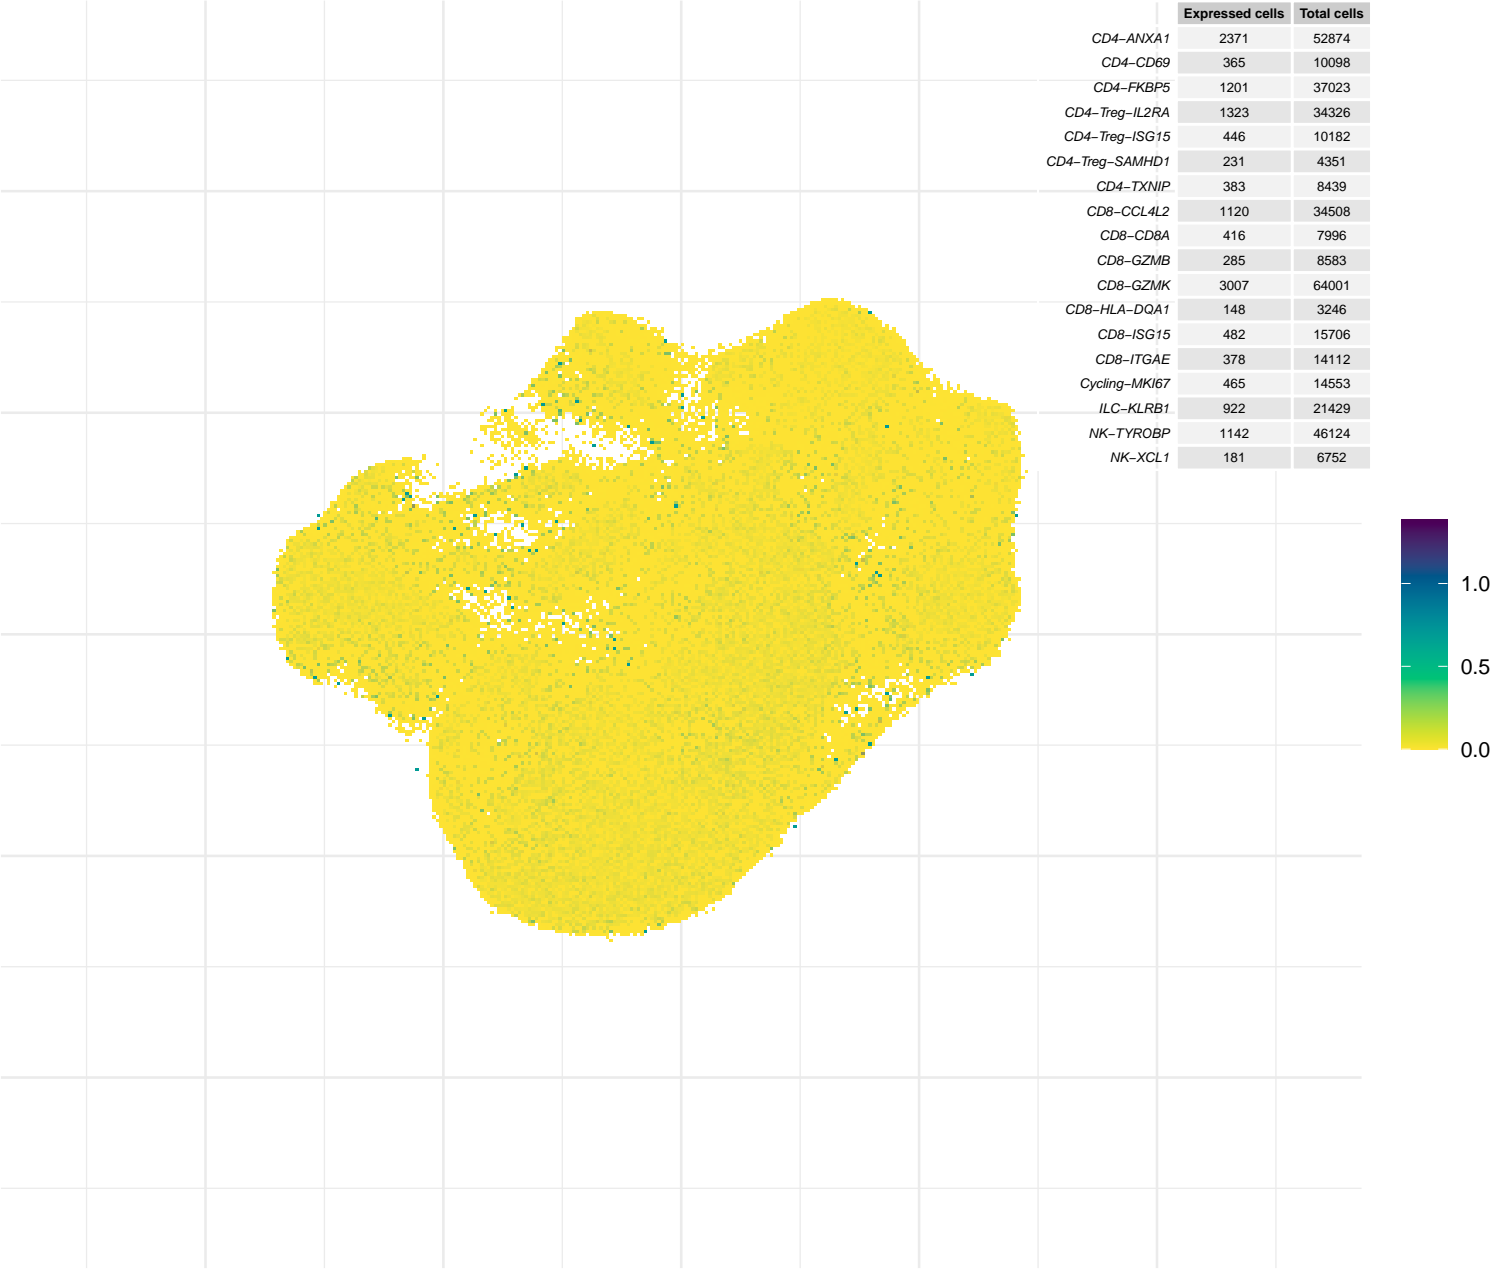 Expressed cells Total cells
CD4−ANXA1 2371 52874
CD4−CD69 365 10098
CD4−FKBP5 1201 37023
CD4−Treg−IL2RA 1323 34326
CD4−Treg−ISG15 446 10182
CD4−Treg−SAMHD1 231 4351
CD4−TXNIP 383 8439
CD8−CCL4L2 1120 34508
CD8−CD8A 416 7996
CD8−GZMB 285 8583
CD8−GZMK 3007 64001
CD8−HLA−DQA1 148 3246
CD8−ISG15 482 15706
CD8−ITGAE 378 14112
Cycling−MKI67 465 14553
ILC−KLRB1 922 21429
NK−TYROBP 1142 46124
NK−XCL1 181 6752
1.0
0.5
0.0